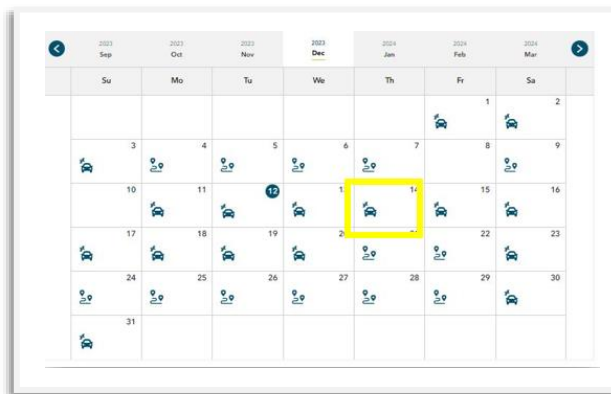 2023 2023 2023 2023 2024 2024 2024
Sep Oct Nov Dec Jan Feb Mar
Su Mo Tu We Th Fr Sa
1 2
3 4 5 6 7 8 9
10 11 12 14 15 16
17 18 19 22 23
24 25 26 27 28 29 30
31